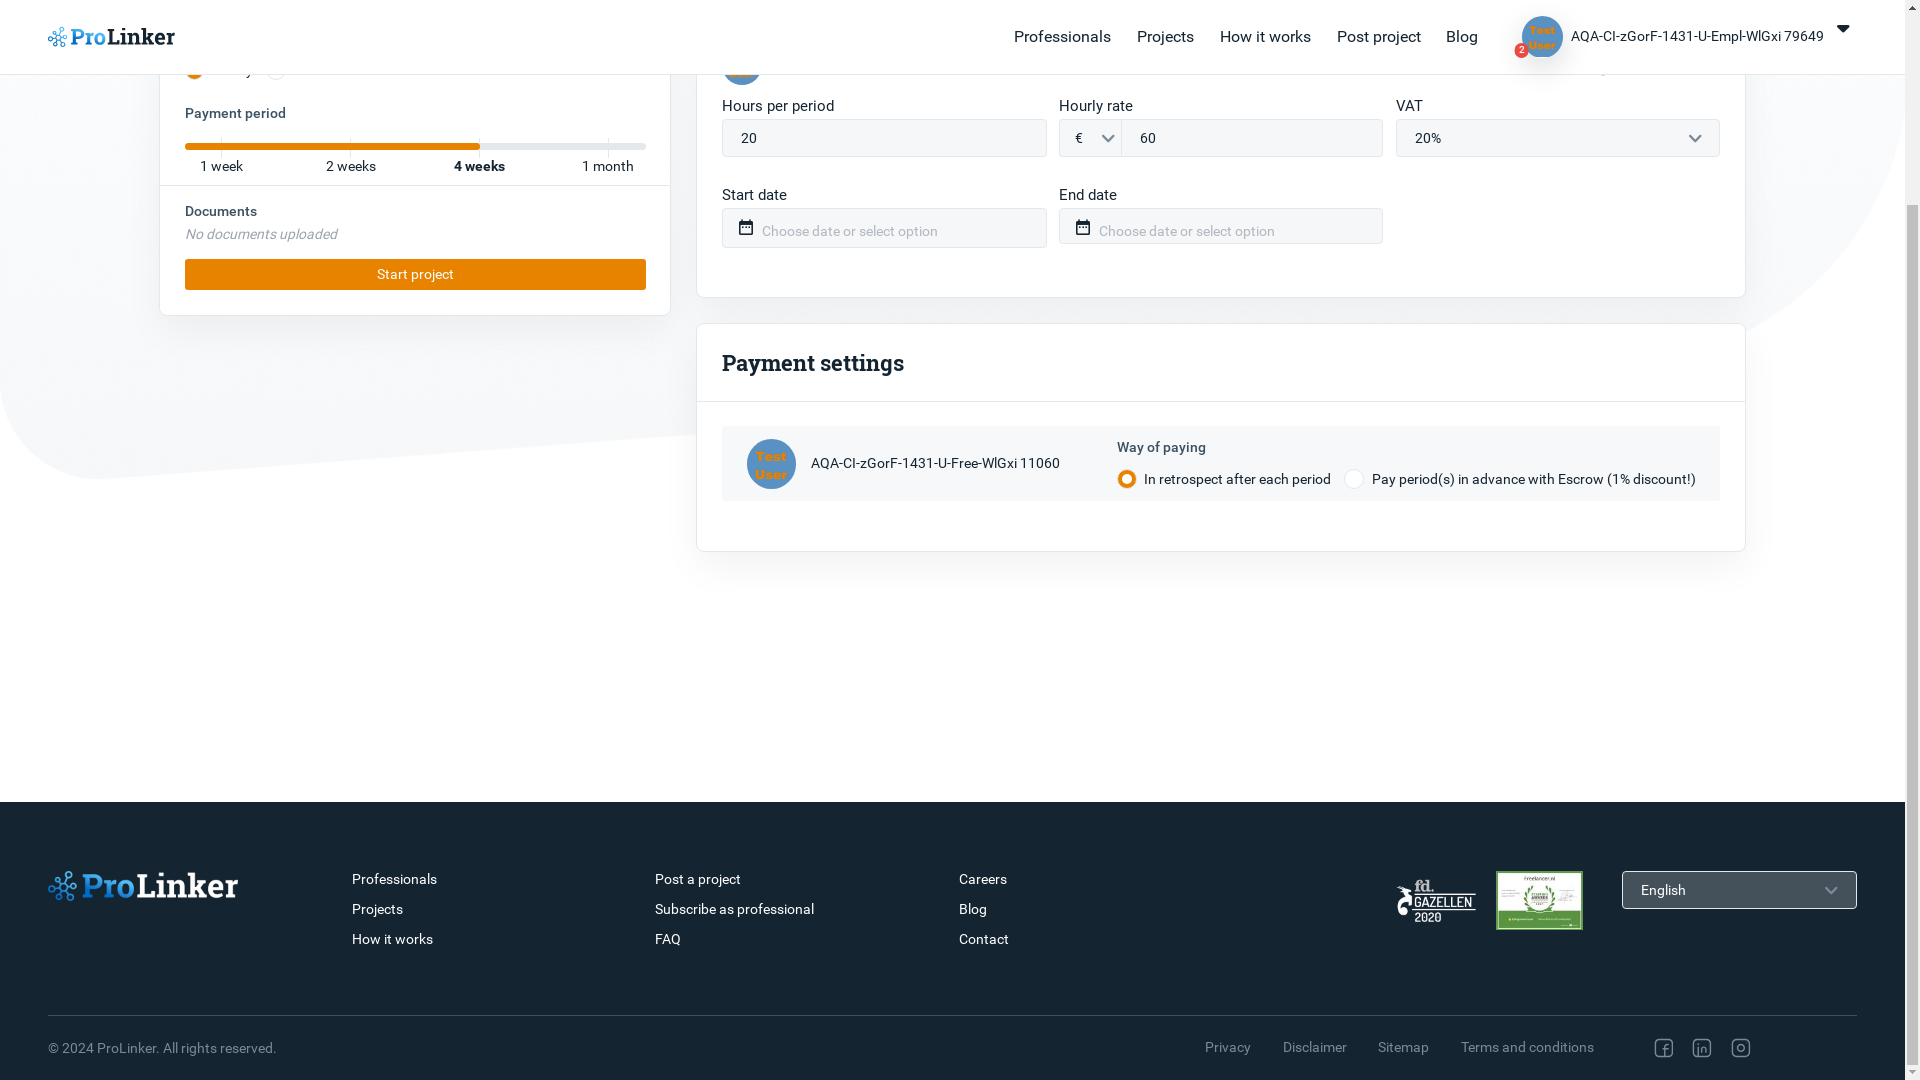 ProLinker
Professionals
Projects
How it works
Post project
Blog
Test User
2
AQA-CI-zGorF-1431-U-Empl-WlGxi 79649
Payment period
1 week
2 weeks
4 weeks
1 month
Documents
No documents uploaded
Start project
Hours per period
Hourly rate
VAT
20
€
60
20%
Start date
End date
Choose date or select option
Choose date or select option
Payment settings
Test
User
AQA-CI-zGorF-1431-U-Free-WlGxi 11060
Way of paying
In retrospect after each period
Pay period(s) in advance with Escrow (1% discount!)
ProLinker
Professionals
Projects
How it works
Post a project
Subscribe as professional
FAQ
Careers
Blog
Contact
fd.
GAZELLEN
2020
Freelancer.nl
English
© 2024 ProLinker. All rights reserved.
Privacy
Disclaimer
Sitemap
Terms and conditions